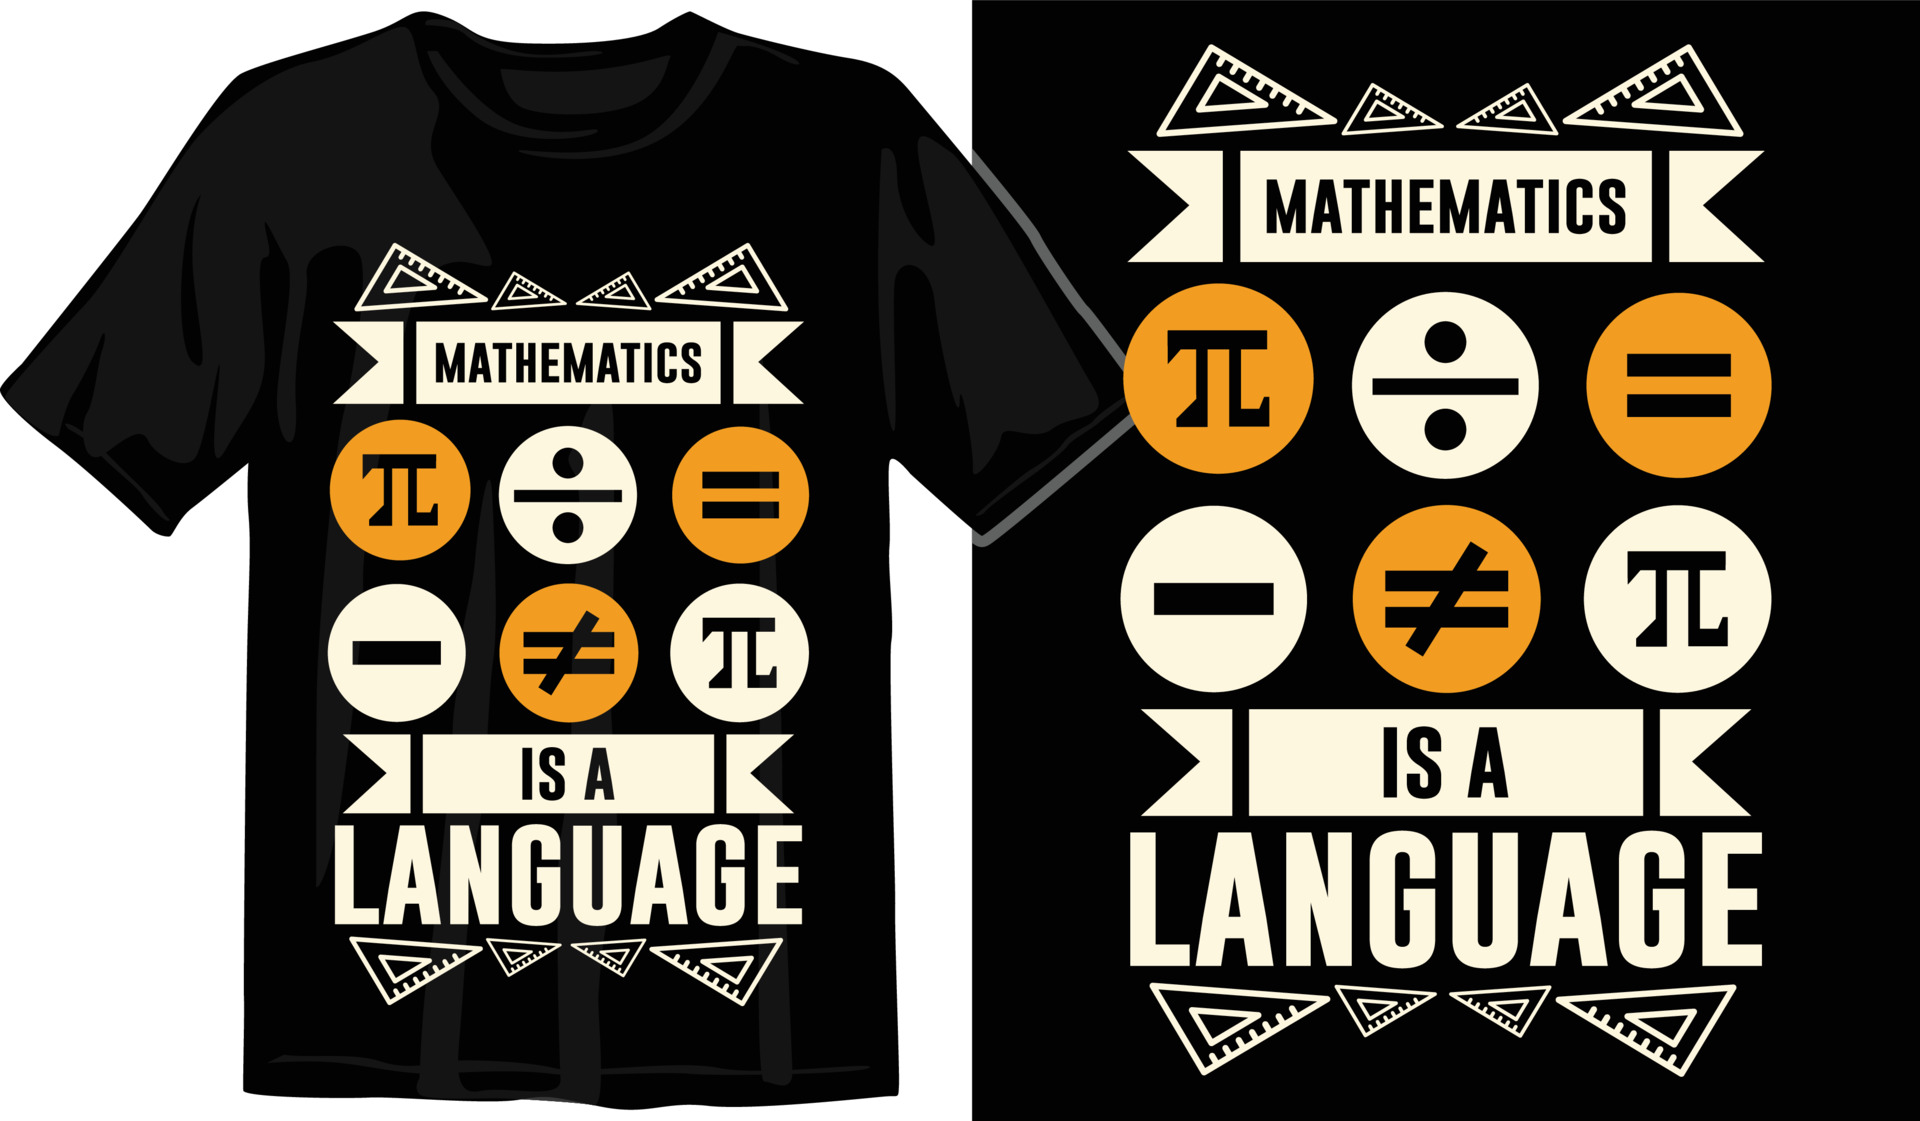 MATHEMATICS
π ÷ =
− ≠ π
IS A
LANGUAGE
MATHEMATICS
π ÷ =
− ≠ π
IS A
LANGUAGE